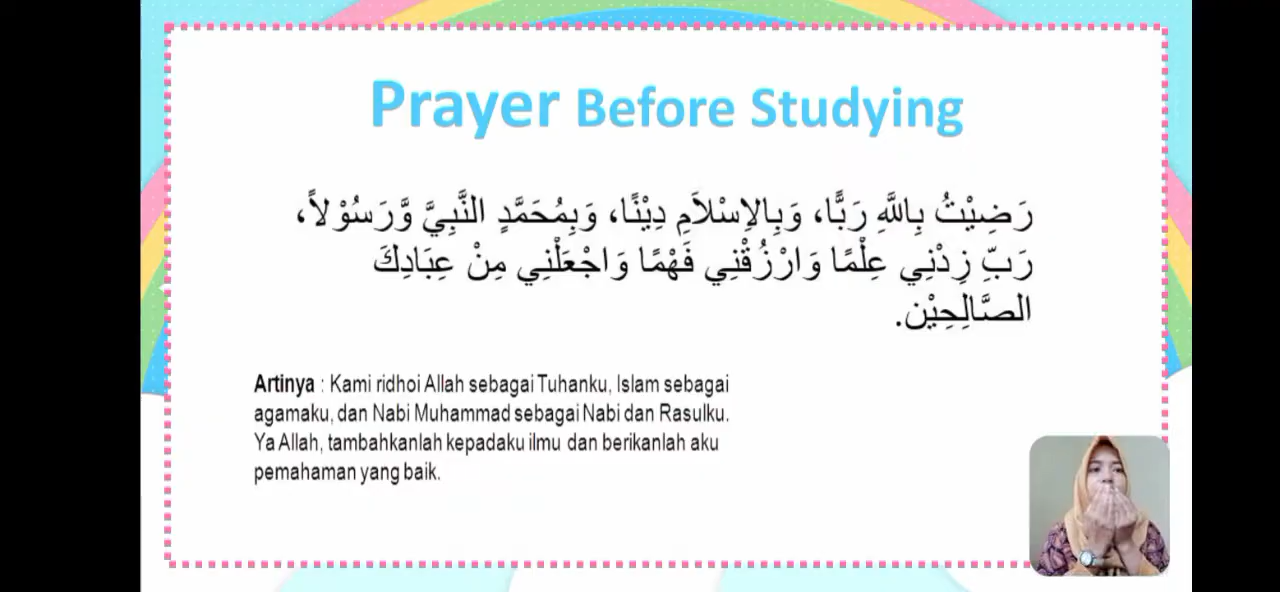 Prayer Before Studying
رَضِيْتُ بِاللَّهِ رَبًّا، وَبِالاِسْلاَمِ دِيْنًا، وَبِمُحَمَّدٍ النَّبِيَّ وَّرَسُوْلاً،
رَبِّ زِدْنِي عِلْمًا وَارْزُقْنِي فَهْمًا وَاجْعَلْنِي مِنْ عِبَادِكَ
الصَّالِحِيْن.
Artinya : Kami ridhoi Allah sebagai Tuhanku, Islam sebagai
agamaku, dan Nabi Muhammad sebagai Nabi dan Rasulku.
Ya Allah, tambahkanlah kepadaku ilmu dan berikanlah aku
pemahaman yang baik.